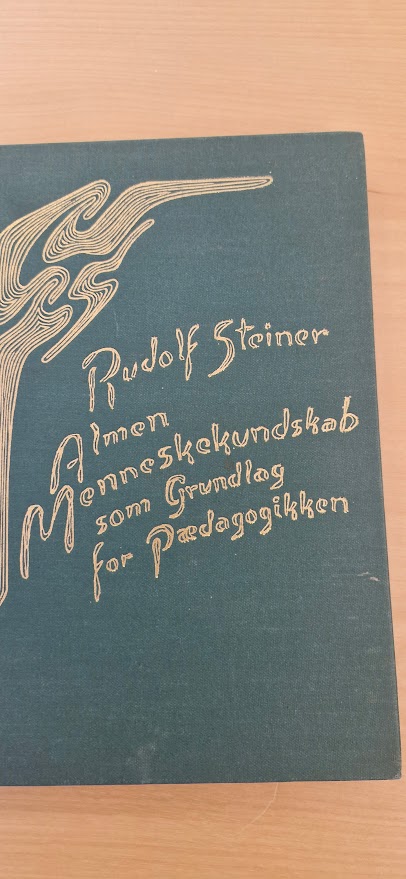 Rudolf Steiner
Almen
Menneskekundskab
som Grundlag
for Pædagogikken